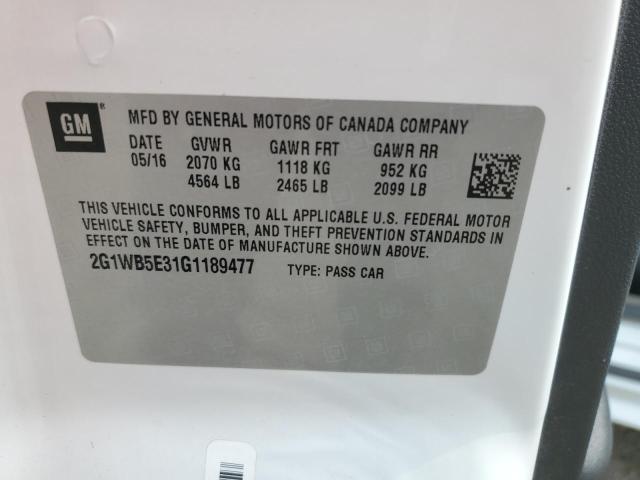 GM ® MFD BY GENERAL MOTORS OF CANADA COMPANY
DATE GVWR GAWR FRT GAWR RR
05/16 2070 KG 1118 KG 952 KG
4564 LB 2465 LB 2099 LB
THIS VEHICLE CONFORMS TO ALL APPLICABLE U.S. FEDERAL MOTOR
VEHICLE SAFETY, BUMPER, AND THEFT PREVENTION STANDARDS IN
EFFECT ON THE DATE OF MANUFACTURE SHOWN ABOVE.
2G1WB5E31G1189477 TYPE: PASS CAR